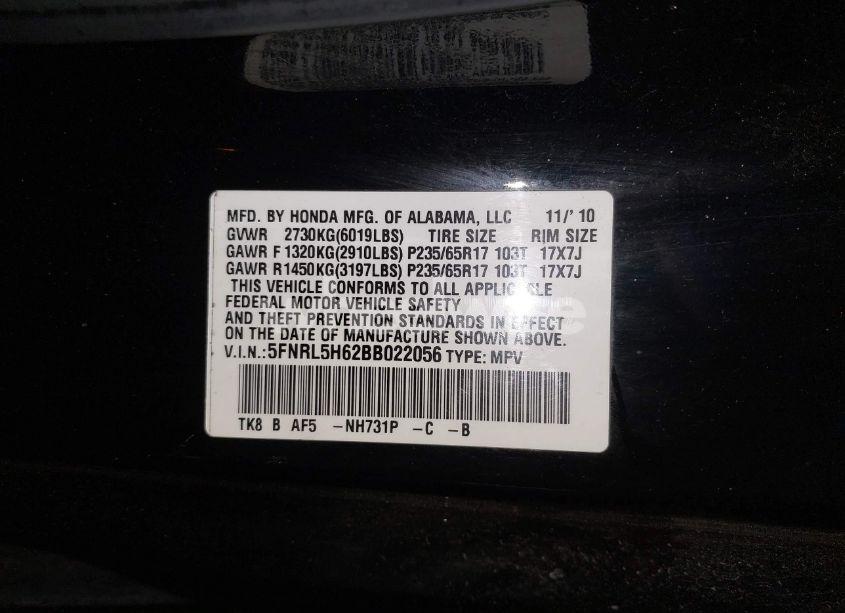 MFD. BY HONDA MFG. OF ALABAMA, LLC 11/' 10
GVWR 2730KG(6019LBS) TIRE SIZE RIM SIZE
GAWR F 1320KG(2910LBS) P235/65R17 103T 17X7J
GAWR R1450KG(3197LBS) P235/65R17 103T 17X7J
THIS VEHICLE CONFORMS TO ALL APPLICABLE
FEDERAL MOTOR VEHICLE SAFETY
AND THEFT PREVENTION STANDARDS IN EFFECT
ON THE DATE OF MANUFACTURE SHOWN ABOVE.
V.I.N.:5FNRL5H62BB022056 TYPE: MPV
TK8 B AF5 -NH731P -C -B